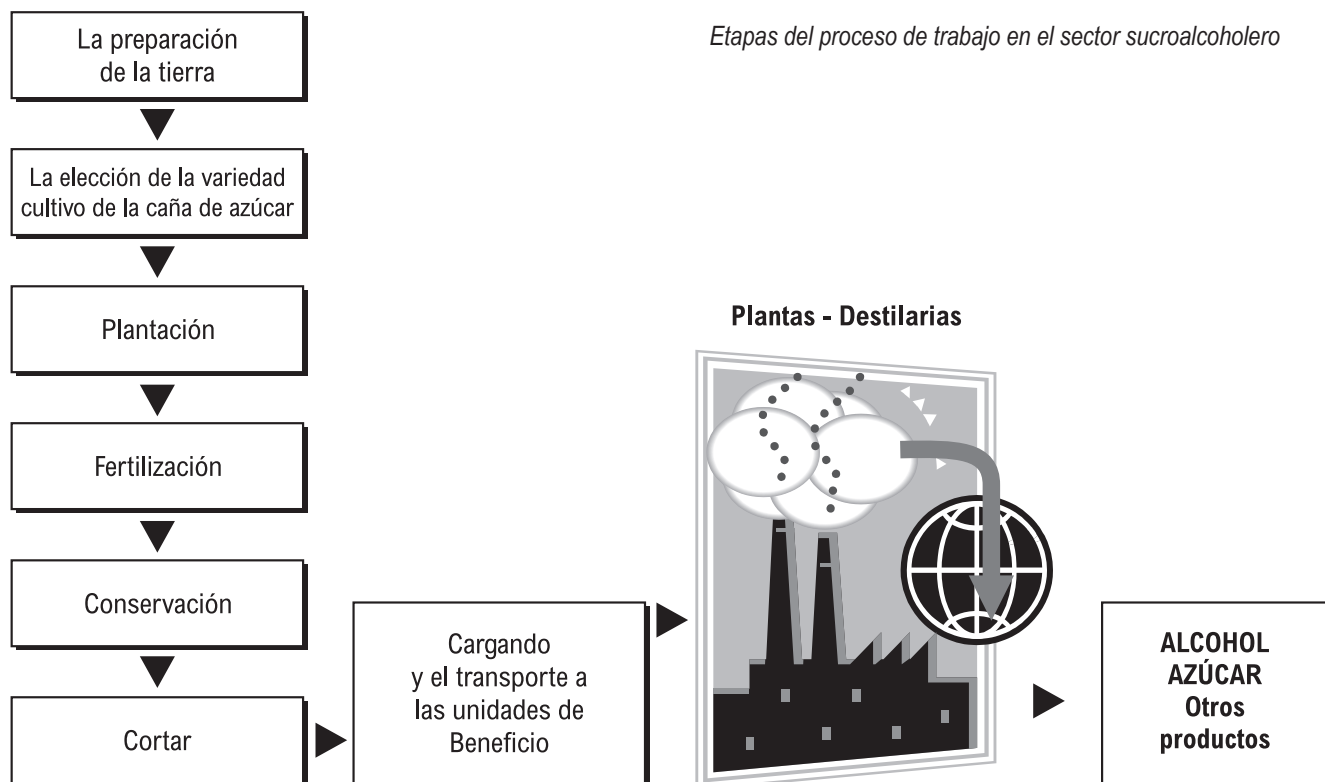 Etapas del proceso de trabajo en el sector sucroalcoholero
La preparación
de la tierra
La elección de la variedad
cultivo de la caña de azúcar
Plantación
Fertilización
Conservación
Cortar
Cargando
y el transporte a
las unidades de
Beneficio
Plantas - Destilarias
ALCOHOL
AZÚCAR
Otros
productos